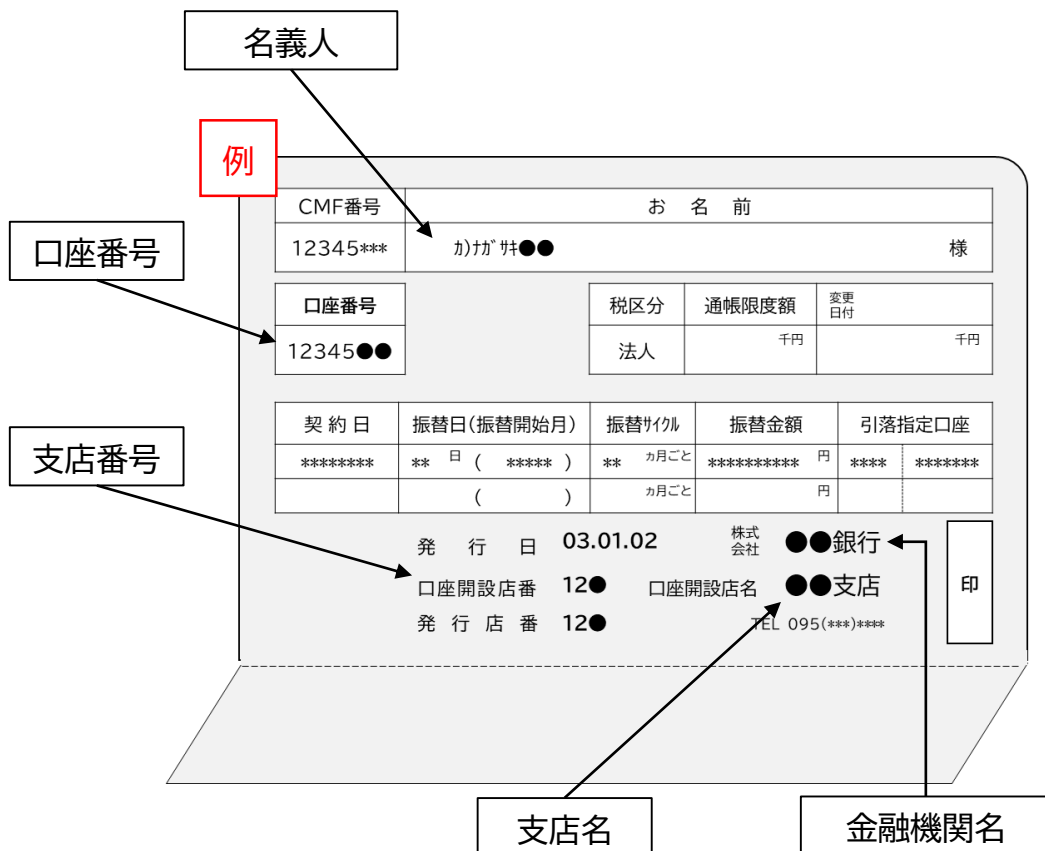 名義人
例
CMF番号 お 名 前
12345*** ｶ)ﾅｶﾞｻｷ●● 様
口座番号
口座番号 税区分 通帳限度額 変更日付
12345●● 法人 千円 千円
支店番号
契約日 振替日(振替開始月) 振替ｻｲｸﾙ 振替金額 引落指定口座
******** ** 日 ( ***** ) ** ヵ月ごと ********** 円 **** *******
( ) ヵ月ごと 円
発 行 日 03.01.02 株式会社 ●●銀行
口座開設店番 12● 口座開設店名 ●●支店 印
発 行 店 番 12● TEL 095(***)****
支店名
金融機関名